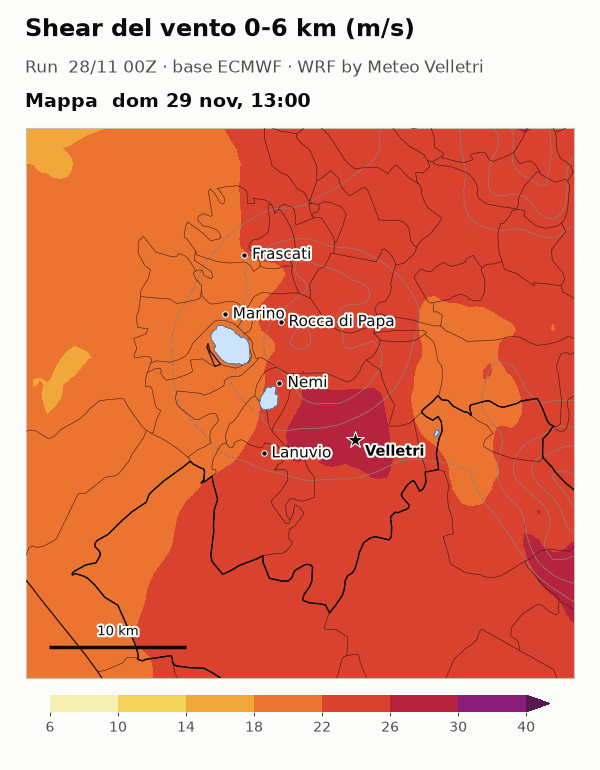 Shear del vento 0-6 km (m/s)
Run  28/11 00Z · base ECMWF · WRF by Meteo Velletri
Mappa  dom 29 nov, 13:00
Frascati
Marino
Rocca di Papa
Nemi
Velletri
Lanuvio
10 km
6 10 14 18 22 26 30 40